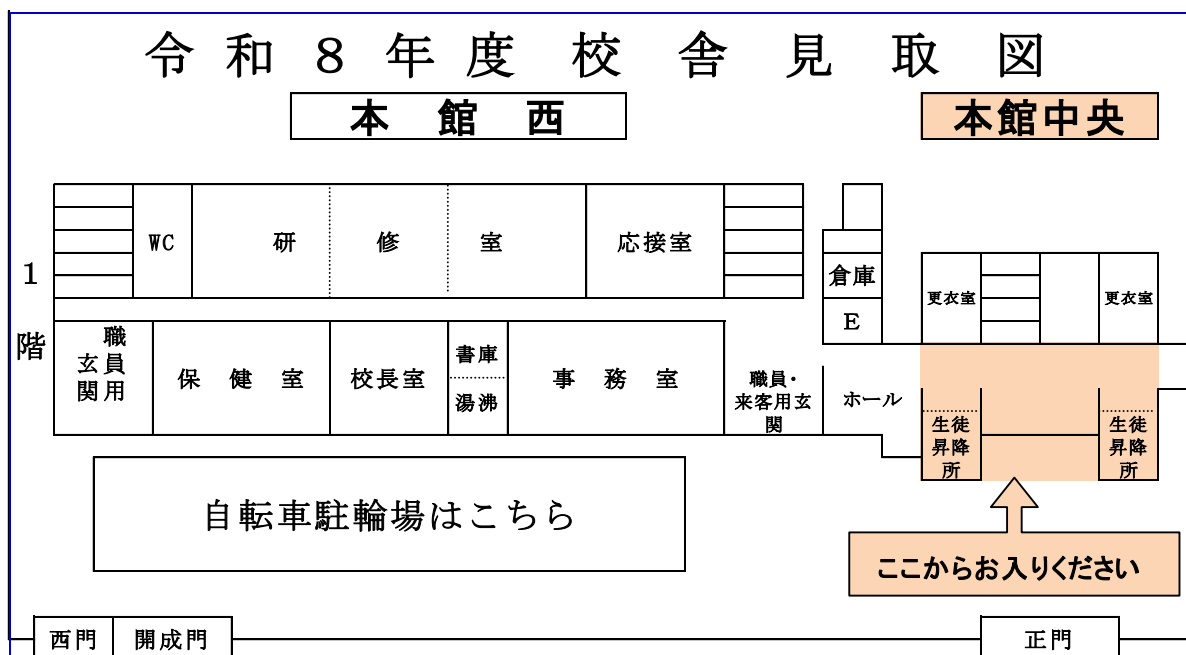 令和８年度校舎見取図
本館西
本館中央
1
階
WC
研修室
応接室
倉庫
E
更衣室
更衣室
職
玄員
関用
保健室
校長室
書庫
湯沸
事務室
職員・
来客用玄
関
ホール
生徒
昇降
所
生徒
昇降
所
自転車駐輪場はこちら
ここからお入りください
西門
開成門
正門